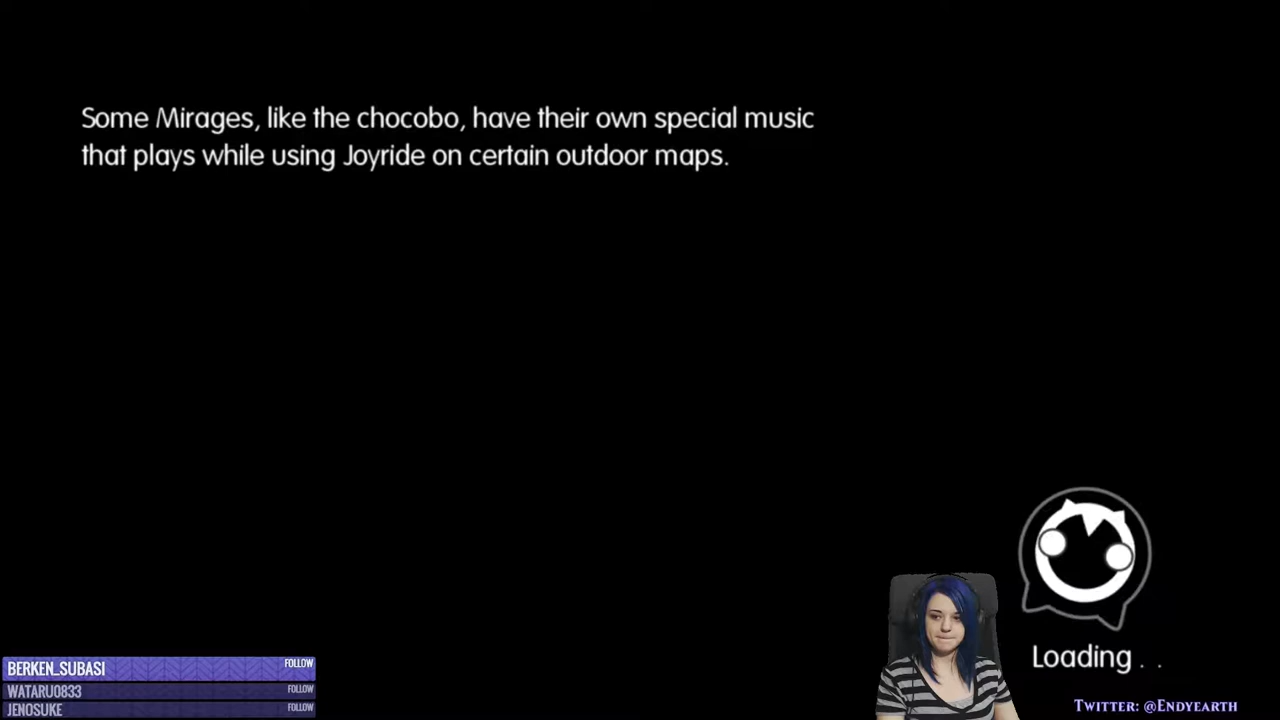 Some Mirages, like the chocobo, have their own special music
that plays while using Joyride on certain outdoor maps.
Loading . .
BERKEN_SUBASI FOLLOW
WATARU0833 FOLLOW
JENOSUKE FOLLOW
TWITTER: @ENDYEARTH